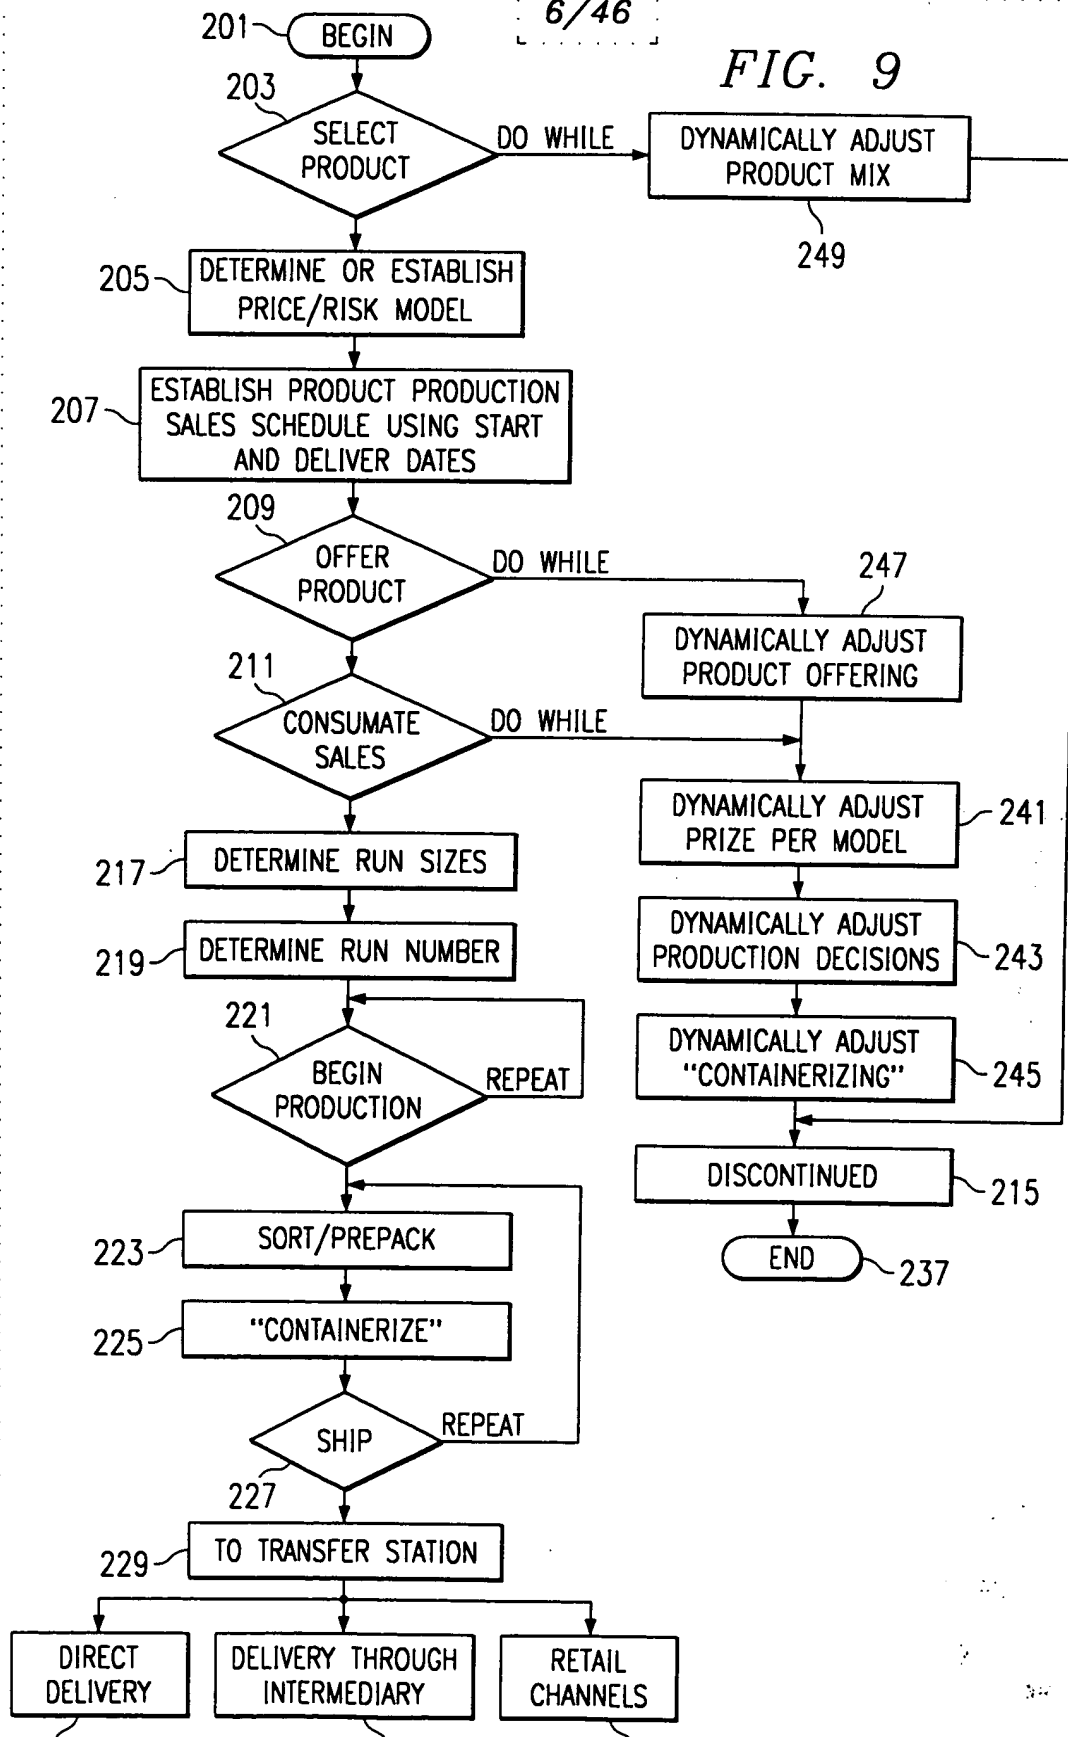 6/46
FIG. 9
201
BEGIN
203
SELECT
PRODUCT
DO WHILE
DYNAMICALLY ADJUST
PRODUCT MIX
249
205
DETERMINE OR ESTABLISH
PRICE/RISK MODEL
207
ESTABLISH PRODUCT PRODUCTION
SALES SCHEDULE USING START
AND DELIVER DATES
209
OFFER
PRODUCT
DO WHILE
247
DYNAMICALLY ADJUST
PRODUCT OFFERING
211
CONSUMATE
SALES
DO WHILE
DYNAMICALLY ADJUST
PRIZE PER MODEL
241
217
DETERMINE RUN SIZES
219
DETERMINE RUN NUMBER
DYNAMICALLY ADJUST
PRODUCTION DECISIONS
243
221
BEGIN
PRODUCTION
REPEAT
DYNAMICALLY ADJUST
"CONTAINERIZING"
245
DISCONTINUED
215
223
SORT/PREPACK
END
237
225
"CONTAINERIZE"
SHIP
REPEAT
227
229
TO TRANSFER STATION
DIRECT
DELIVERY
DELIVERY THROUGH
INTERMEDIARY
RETAIL
CHANNELS